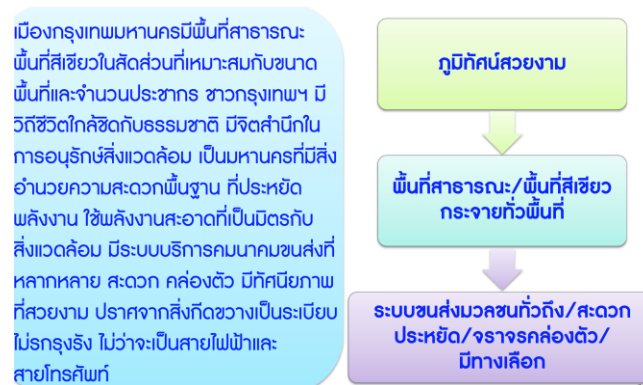 เมืองกรุงเทพมหานครมีพื้นที่สาธารณะ
พื้นที่สีเขียวในสัดส่วนที่เหมาะสมกับขนาด
พื้นที่และจำนวนประชากร ชาวกรุงเทพฯ มี
วิถีชีวิตใกล้ชิดกับธรรมชาติ มีจิตสำนึกใน
การอนุรักษ์สิ่งแวดล้อม เป็นมหานครที่มีสิ่ง
อำนวยความสะดวกพื้นฐาน ที่ประหยัด
พลังงาน ใช้พลังงานสะอาดที่เป็นมิตรกับ
สิ่งแวดล้อม มีระบบบริการคมนาคมขนส่งที่
หลากหลาย สะดวก คล่องตัว มีทัศนียภาพ
ที่สวยงาม ปราศจากสิ่งกีดขวางเป็นระเบียบ
ไม่รกรุงรัง ไม่ว่าจะเป็นสายไฟฟ้าและ
สายโทรศัพท์
ภูมิทัศน์สวยงาม
พื้นที่สาธารณะ/พื้นที่สีเขียว
กระจายทั่วพื้นที่
ระบบขนส่งมวลชนทั่วถึง/สะดวก
ประหยัด/จราจรคล่องตัว/
มีทางเลือก